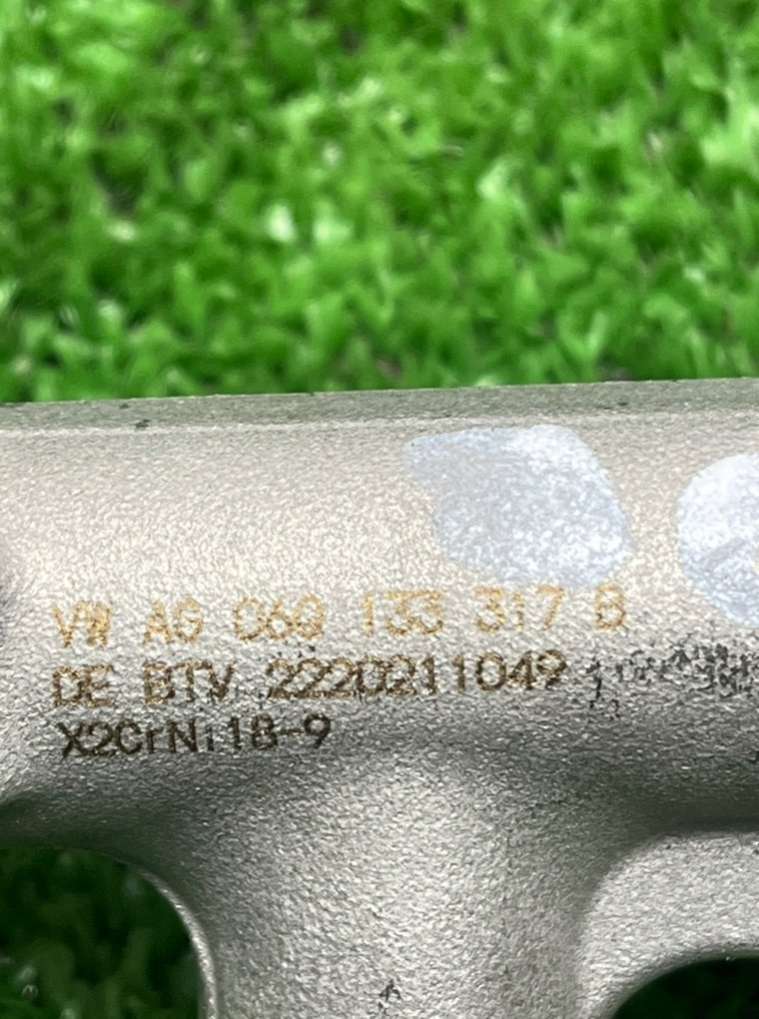 VW AG 06Q 133 317 B
DE BTV 2220211049
X2CrNi18-9